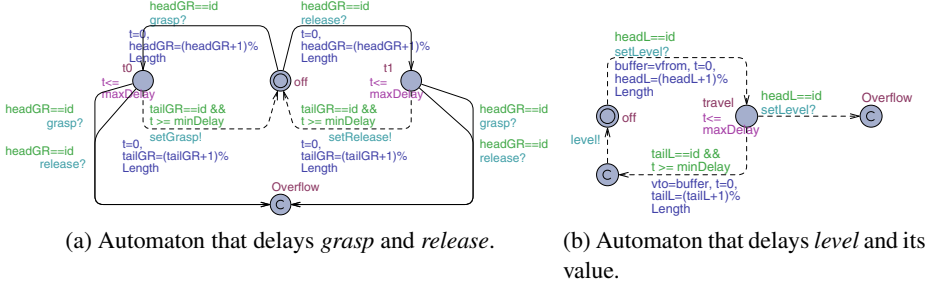 headGR==id
grasp?
t=0,
headGR=(headGR+1)%
Length
headGR==id
release?
t=0,
headGR=(headGR+1)%
Length
t0
t<=
maxDelay
off
t1
t<=
maxDelay
headGR==id
grasp?
headGR==id
release?
tailGR==id &&
t >= minDelay
setGrasp!
t=0,
tailGR=(tailGR+1)%
Length
tailGR==id &&
t >= minDelay
setRelease!
t=0,
tailGR=(tailGR+1)%
Length
headGR==id
grasp?
headGR==id
release?
Overflow
C
(a) Automaton that delays grasp and release.
headL==id
setLevel?
buffer=vfrom, t=0,
headL=(headL+1)%
Length
off
travel
t<=
maxDelay
headL==id
setLevel?
Overflow
C
level!
C
tailL==id &&
t >= minDelay
vto=buffer, t=0,
tailL=(tailL+1)%
Length
(b) Automaton that delays level and its
value.